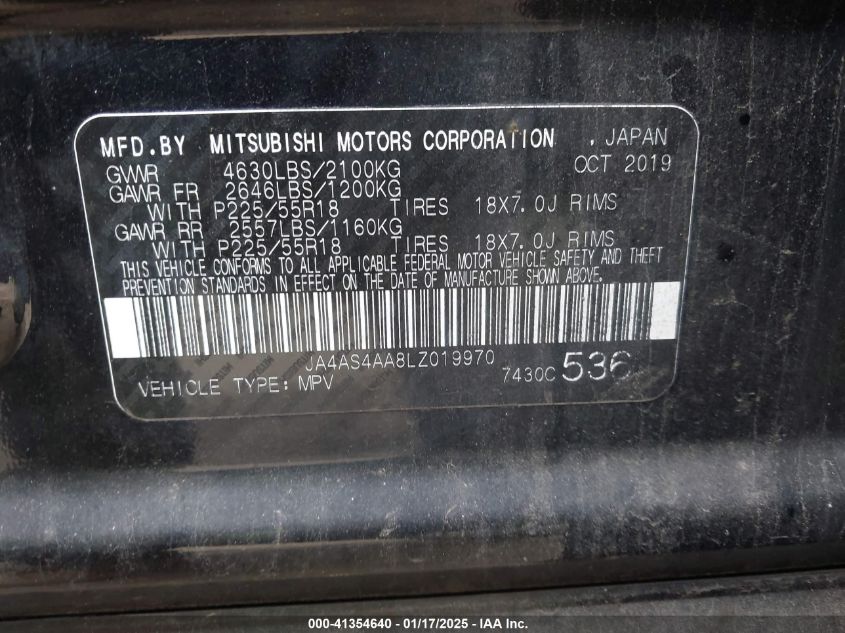 MFD.BY MITSUBISHI MOTORS CORPORATION , JAPAN
GVWR 4630LBS/2100KG OCT 2019
GAWR FR 2646LBS/1200KG
WITH P225/55R18 TIRES 18X7.0J RIMS
GAWR RR 2557LBS/1160KG
WITH P225/55R18 TIRES 18X7.0J RIMS
THIS VEHICLE CONFORMS TO ALL APPLICABLE FEDERAL MOTOR VEHICLE SAFETY AND THEFT
PREVENTION STANDARDS IN EFFECT ON THE DATE OF MANUFACTURE SHOWN ABOVE.
JA4AS4AA8LZ019970
VEHICLE TYPE: MPV 7430C 536
000-41354640 - 01/17/2025 - IAA Inc.